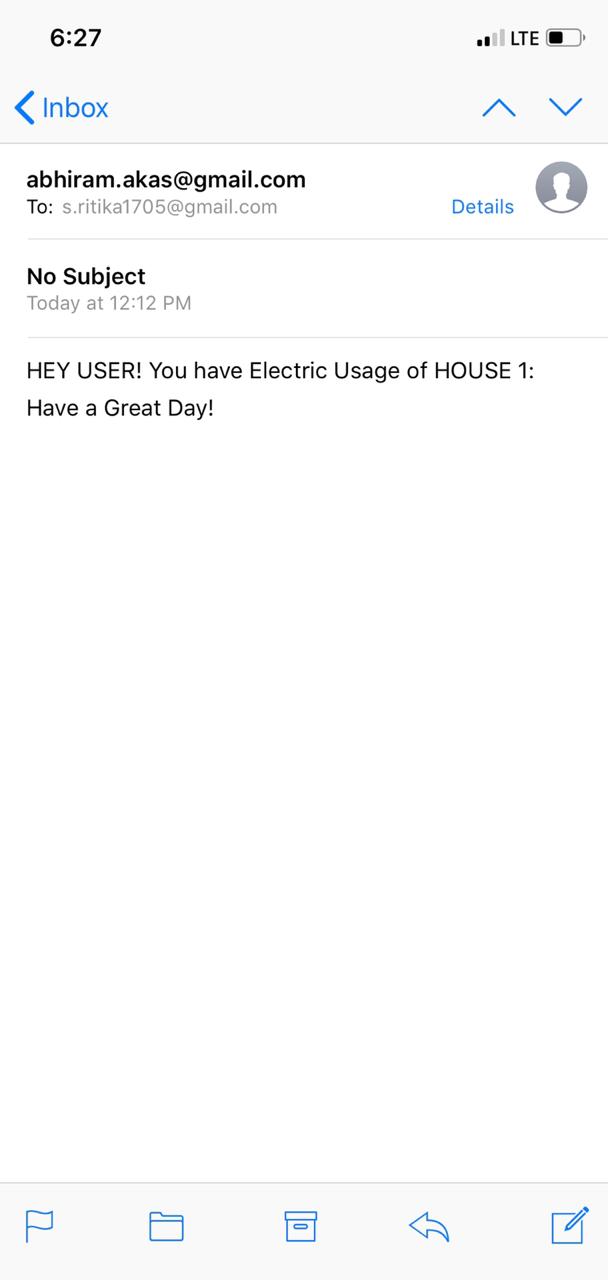 6:27
LTE
Inbox
abhiram.akas@gmail.com
To: s.ritika1705@gmail.com
Details
No Subject
Today at 12:12 PM
HEY USER! You have Electric Usage of HOUSE 1:
Have a Great Day!